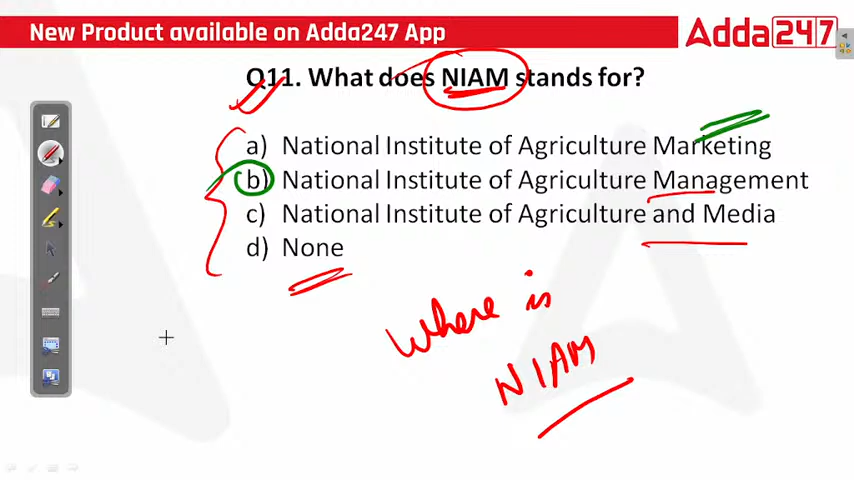 New Product available on Adda247 App
Adda247
Q11. What does NIAM stands for?
a) National Institute of Agriculture Marketing
b) National Institute of Agriculture Management
c) National Institute of Agriculture and Media
d) None
Where is
NIAM